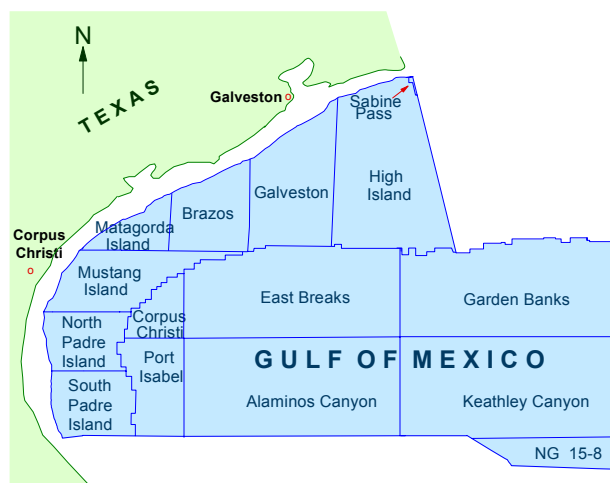 N
TEXAS
Galveston
Sabine
Pass
High
Island
Galveston
Brazos
Matagorda
Island
Corpus
Christi
Mustang
Island
East Breaks
Garden Banks
Corpus
Christi
North
Padre
Island
Port
Isabel
GULF OF MEXICO
South
Padre
Island
Alaminos Canyon
Keathley Canyon
NG 15-8